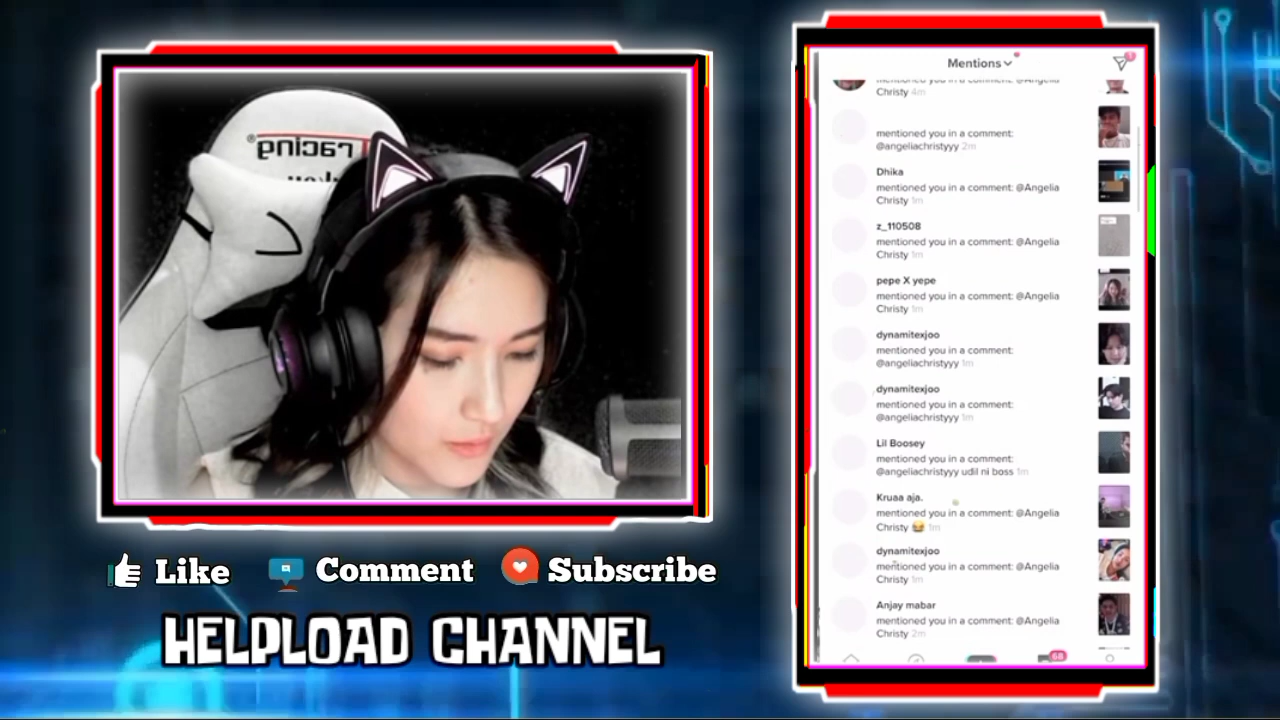 racing
Like
Comment
Subscribe
HELPLOAD CHANNEL
Mentions
1
mentioned you in a comment: @Angelia
Christy 4m
mentioned you in a comment:
@angeliachristyyy 2m
Dhika
mentioned you in a comment: @Angelia
Christy 1m
z_110508
mentioned you in a comment: @Angelia
Christy 1m
pepe X yepe
mentioned you in a comment: @Angelia
Christy 1m
dynamitexjoo
mentioned you in a comment:
@angeliachristyyy 1m
dynamitexjoo
mentioned you in a comment:
@angeliachristyyy 1m
Lil Boosey
mentioned you in a comment:
@angeliachristyyy udil ni boss 1m
Kruaa aja.
mentioned you in a comment: @Angelia
Christy 😂 1m
dynamitexjoo
mentioned you in a comment: @Angelia
Christy 1m
Anjay mabar
mentioned you in a comment: @Angelia
Christy 2m
68